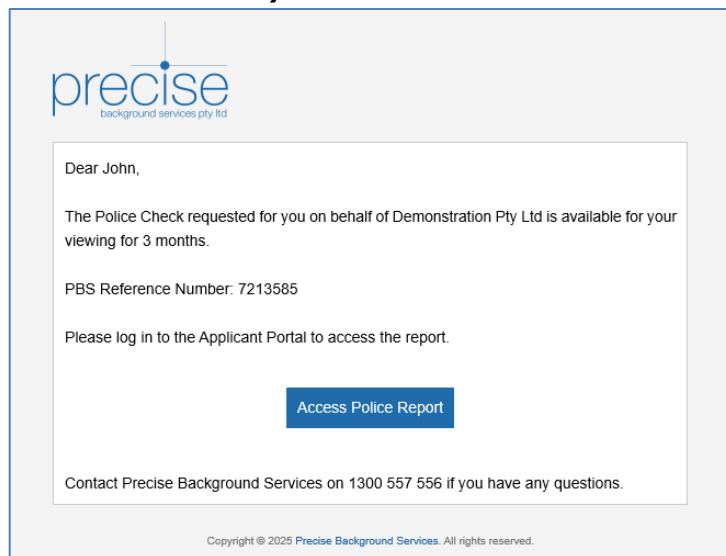 precise
background services pty ltd
Dear John,
The Police Check requested for you on behalf of Demonstration Pty Ltd is available for your
viewing for 3 months.
PBS Reference Number: 7213585
Please log in to the Applicant Portal to access the report.
Access Police Report
Contact Precise Background Services on 1300 557 556 if you have any questions.
Copyright © 2025 Precise Background Services. All rights reserved.